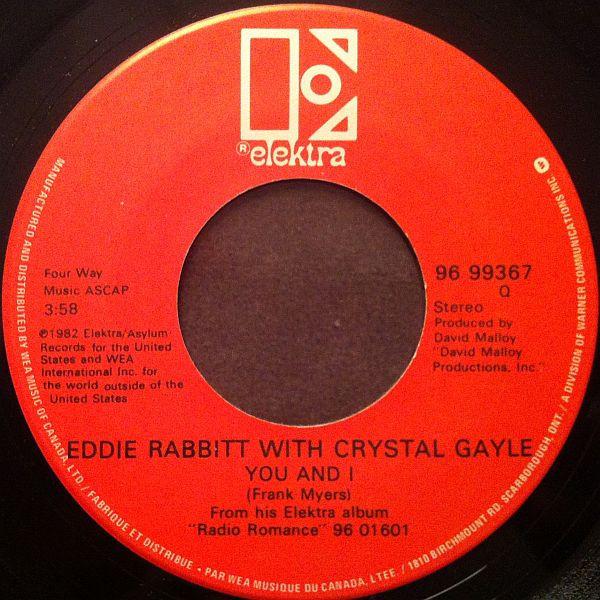 ® elektra
Four Way
Music ASCAP
3:58
℗1982 Elektra/Asylum
Records for the United
States and WEA
International Inc. for
the world outside of the
United States
96 99367
Q
Stereo
Produced by
David Malloy
"David Malloy
Productions, Inc."
EDDIE RABBITT WITH CRYSTAL GAYLE
YOU AND I
(Frank Myers)
From his Elektra album
"Radio Romance" 96 01601
MANUFACTURED AND DISTRIBUTED BY WEA MUSIC OF CANADA, LTD / FABRIQUE ET DISTRIBUE • PAR WEA MUSIQUE DU CANADA, LTEE. / 1810 BIRCHMOUNT RD. SCARBOROUGH, ONT. / A DIVISION OF WARNER COMMUNICATIONS INC.